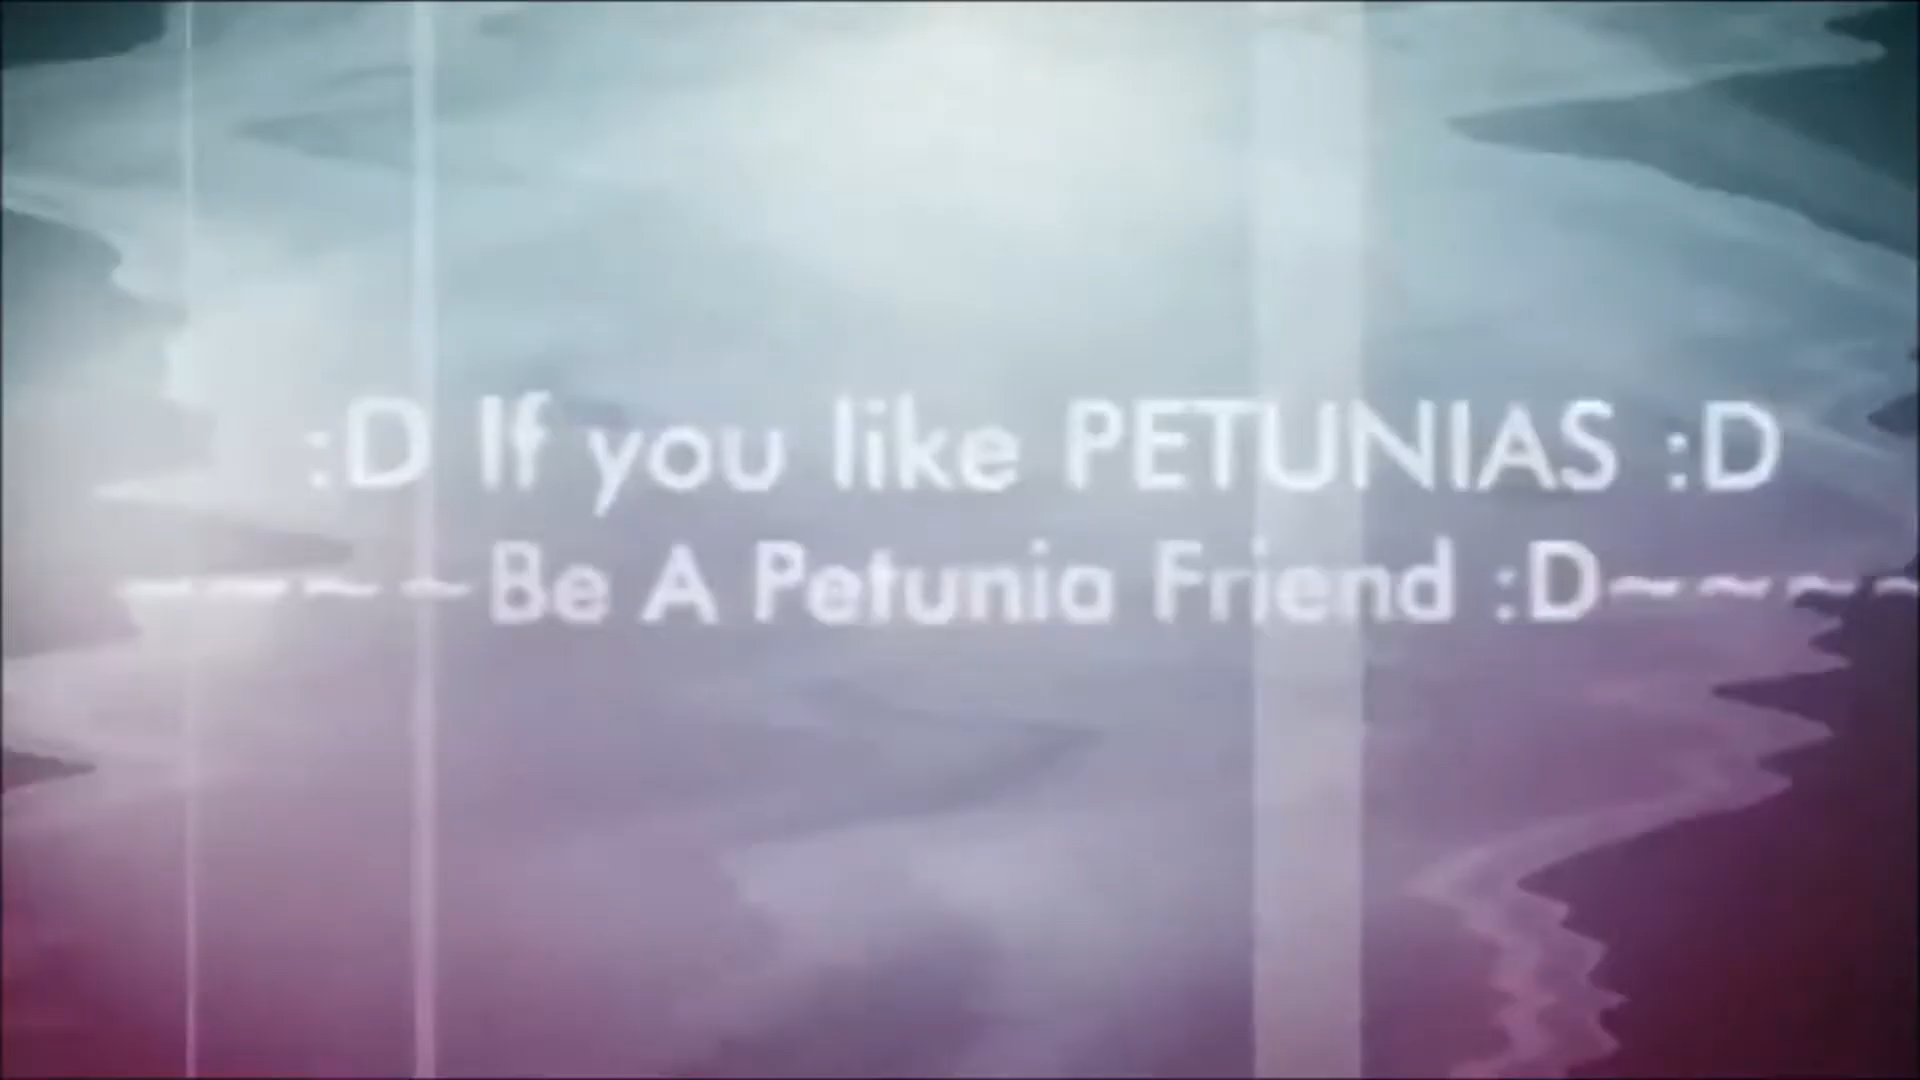 :D If you like PETUNIAS :D
~~~~Be A Petunia Friend :D~~~~